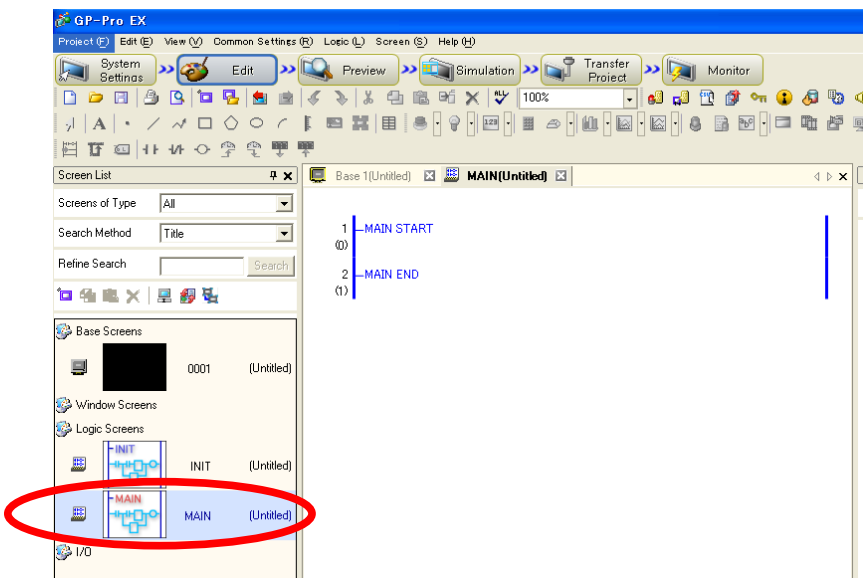 GP-Pro EX
Project (F) Edit (E) View (V) Common Settings (R) Logic (L) Screen (S) Help (H)
System Settings Edit Preview Simulation Transfer Project Monitor
100%
Screen List
Base 1(Untitled) MAIN(Untitled)
Screens of Type All
Search Method Title
Refine Search Search
1 MAIN START
(0)
2 MAIN END
(1)
Base Screens
0001 (Untitled)
Window Screens
Logic Screens
INIT
INIT (Untitled)
MAIN
MAIN (Untitled)
I/O